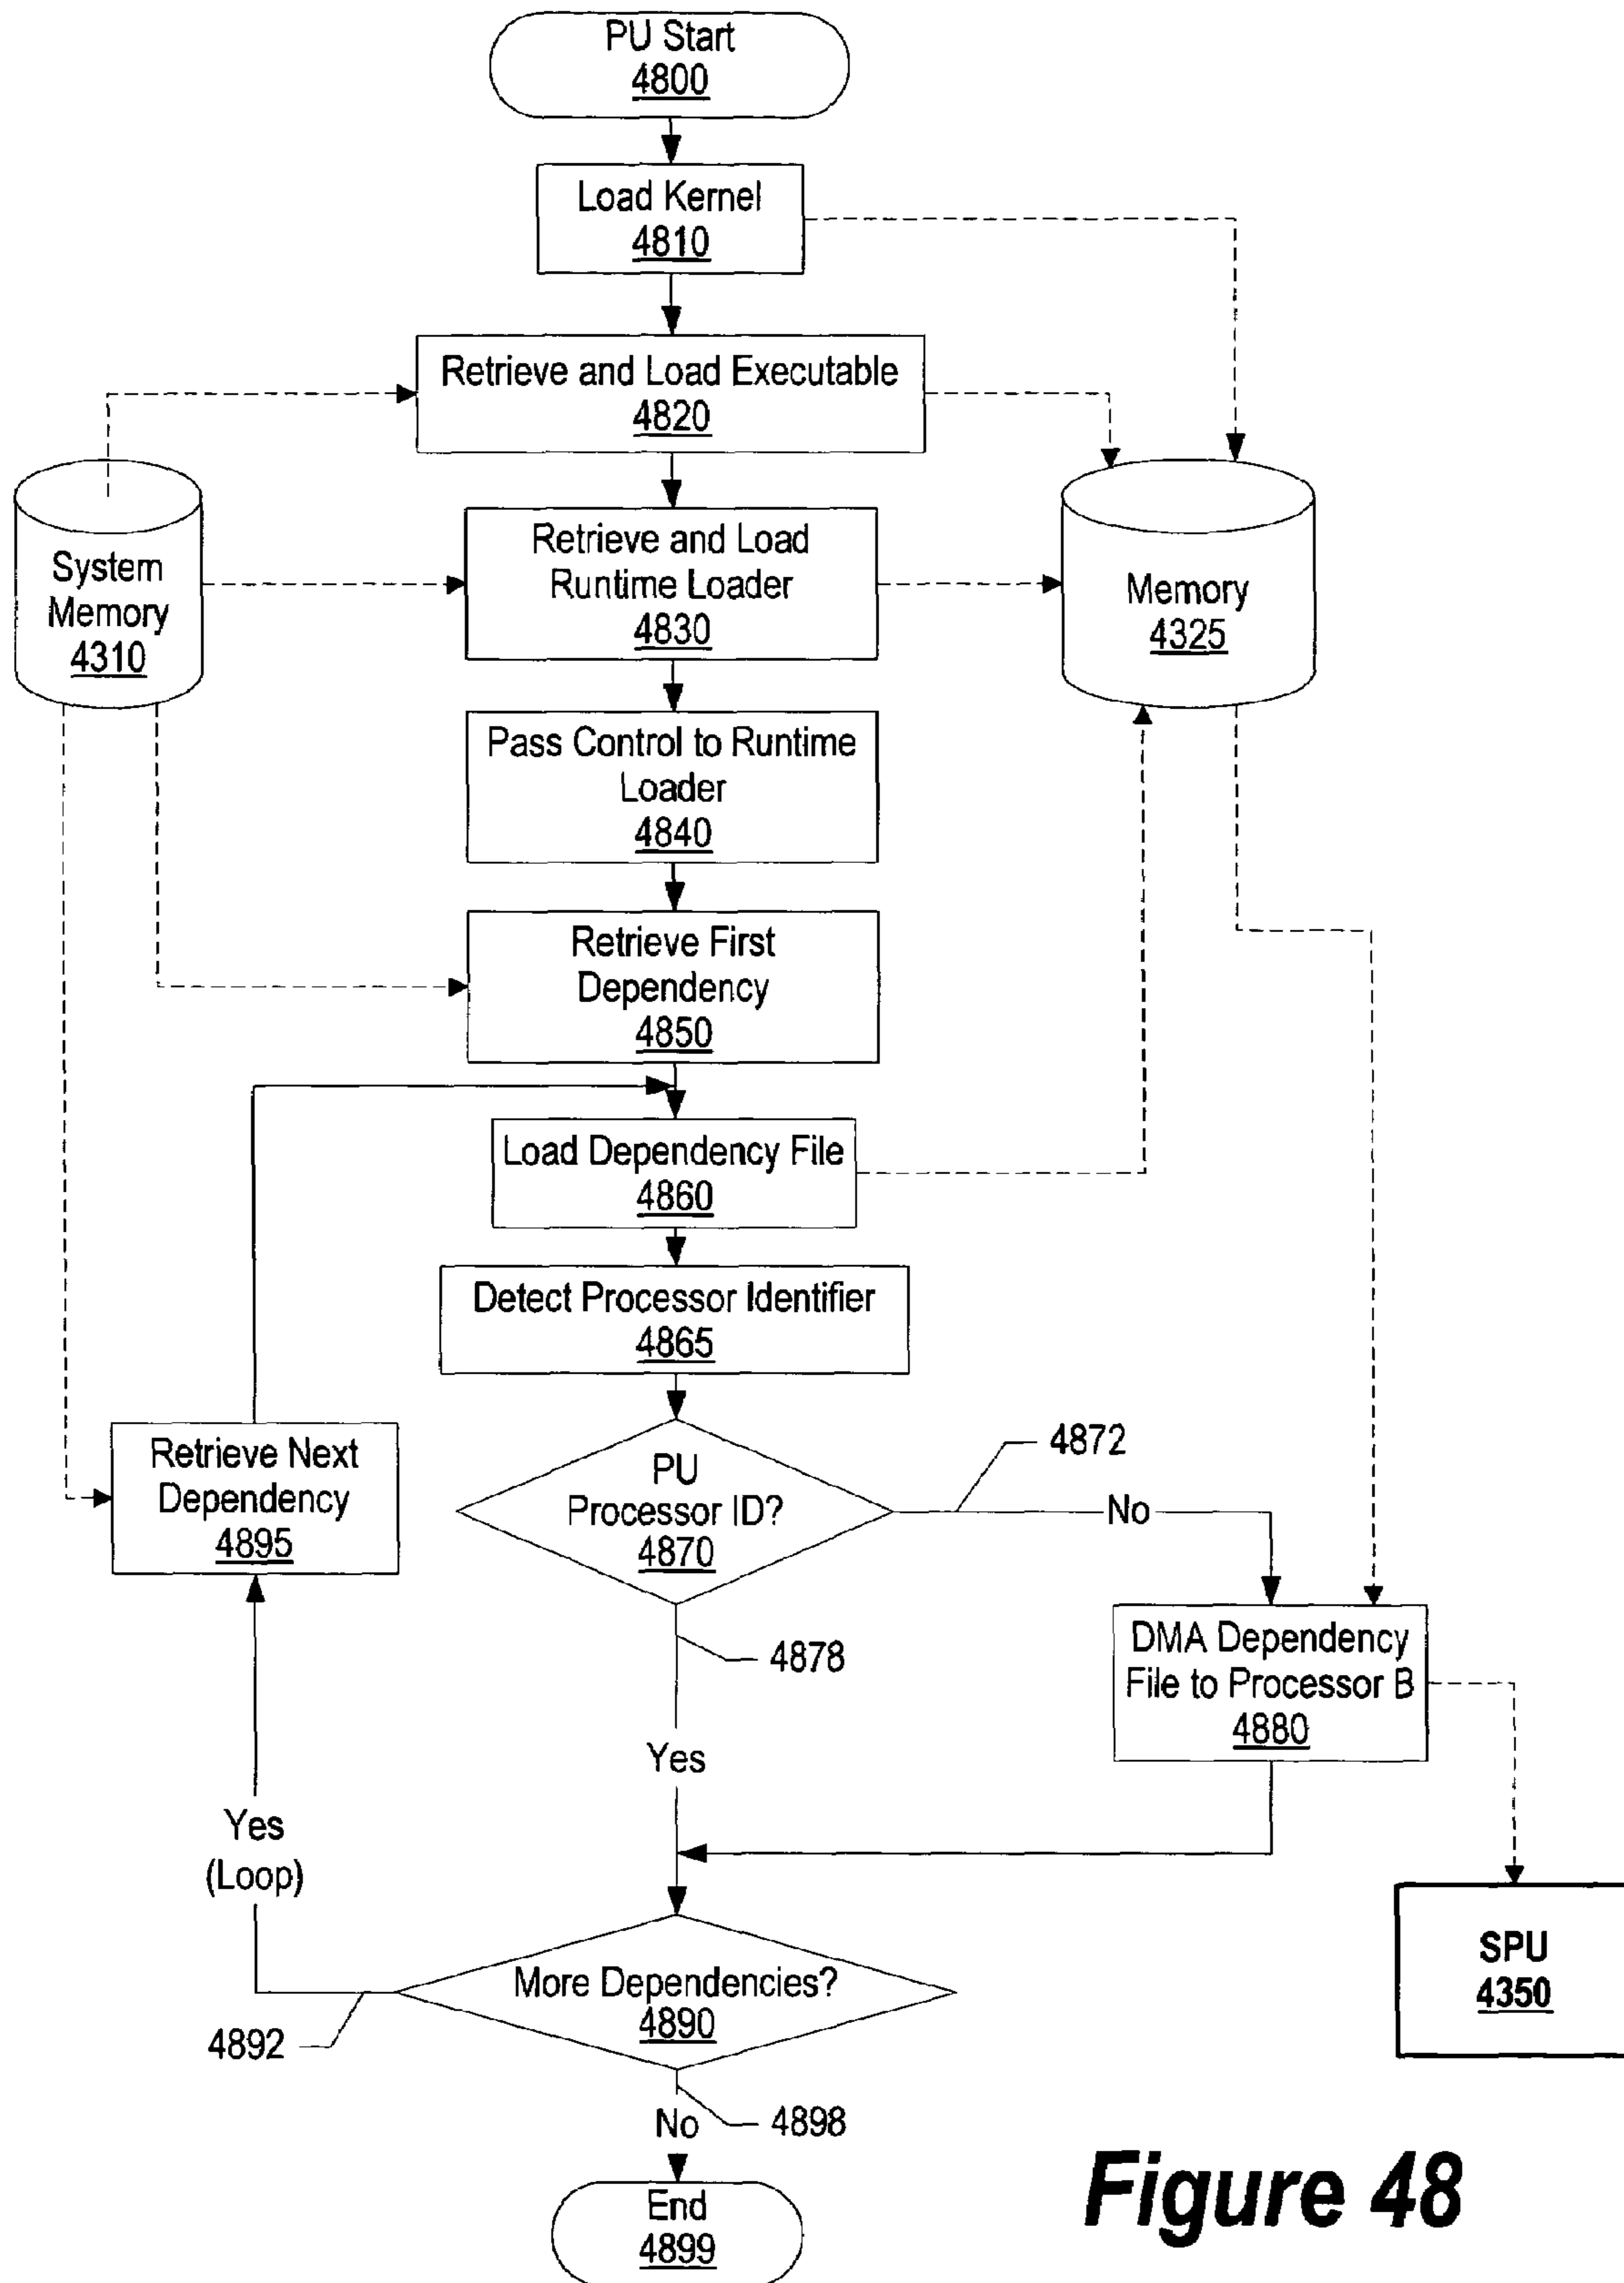 PU Start
4800
Load Kernel
4810
Retrieve and Load Executable
4820
System
Memory
4310
Retrieve and Load
Runtime Loader
4830
Memory
4325
Pass Control to Runtime
Loader
4840
Retrieve First
Dependency
4850
Load Dependency File
4860
Detect Processor Identifier
4865
Retrieve Next
Dependency
4895
PU
Processor ID?
4870
4872
No
4878
DMA Dependency
File to Processor B
4880
Yes
Yes
(Loop)
More Dependencies?
4890
4892
SPU
4350
4898
No
End
4899
Figure 48